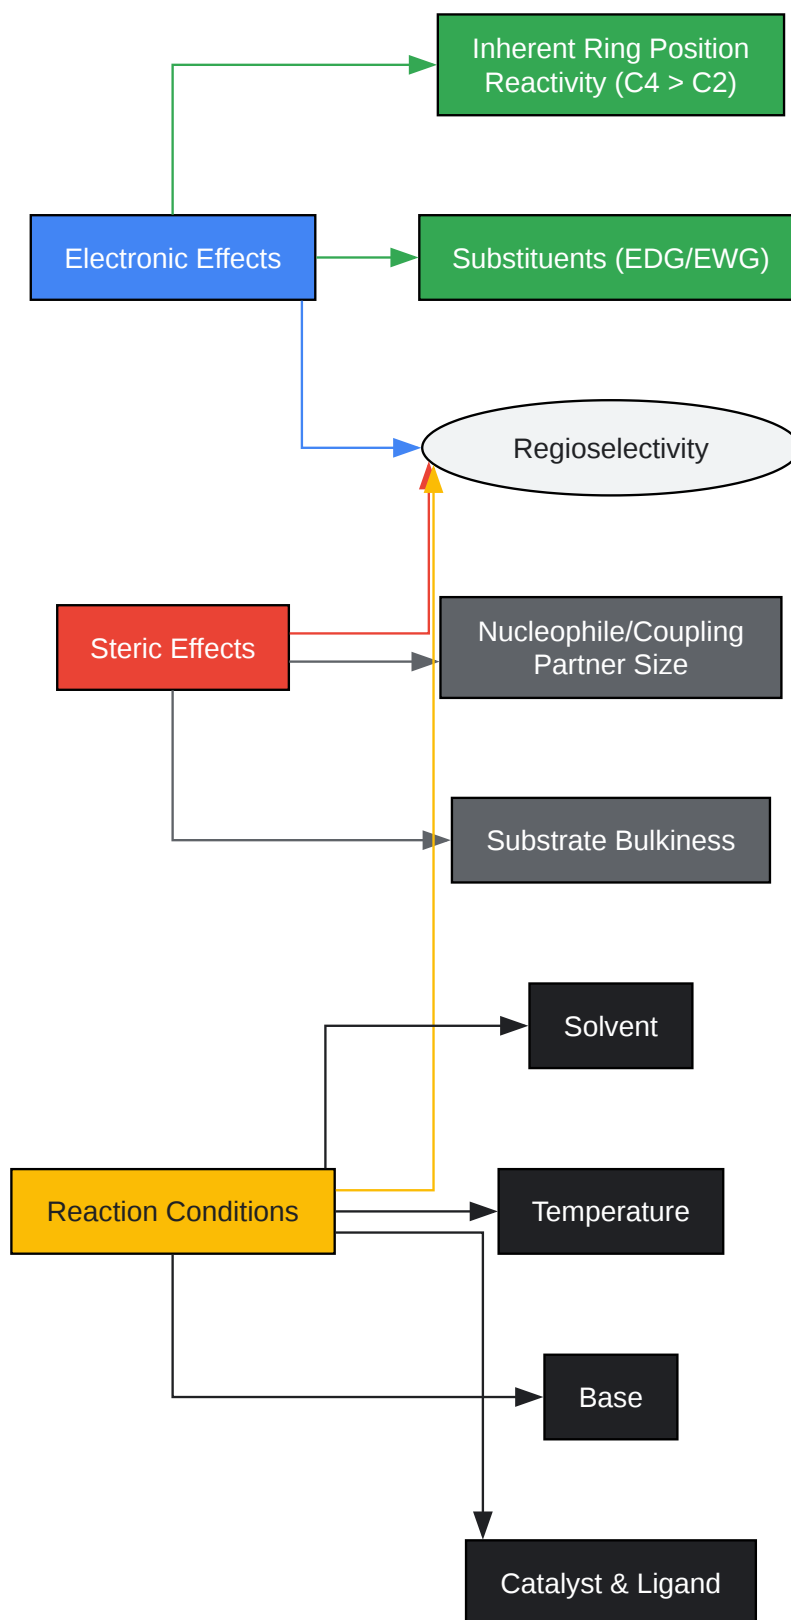 Inherent Ring Position
Reactivity (C4 > C2)
Electronic Effects
Substituents (EDG/EWG)
Regioselectivity
Steric Effects
Nucleophile/Coupling
Partner Size
Substrate Bulkiness
Solvent
Reaction Conditions
Temperature
Base
Catalyst & Ligand